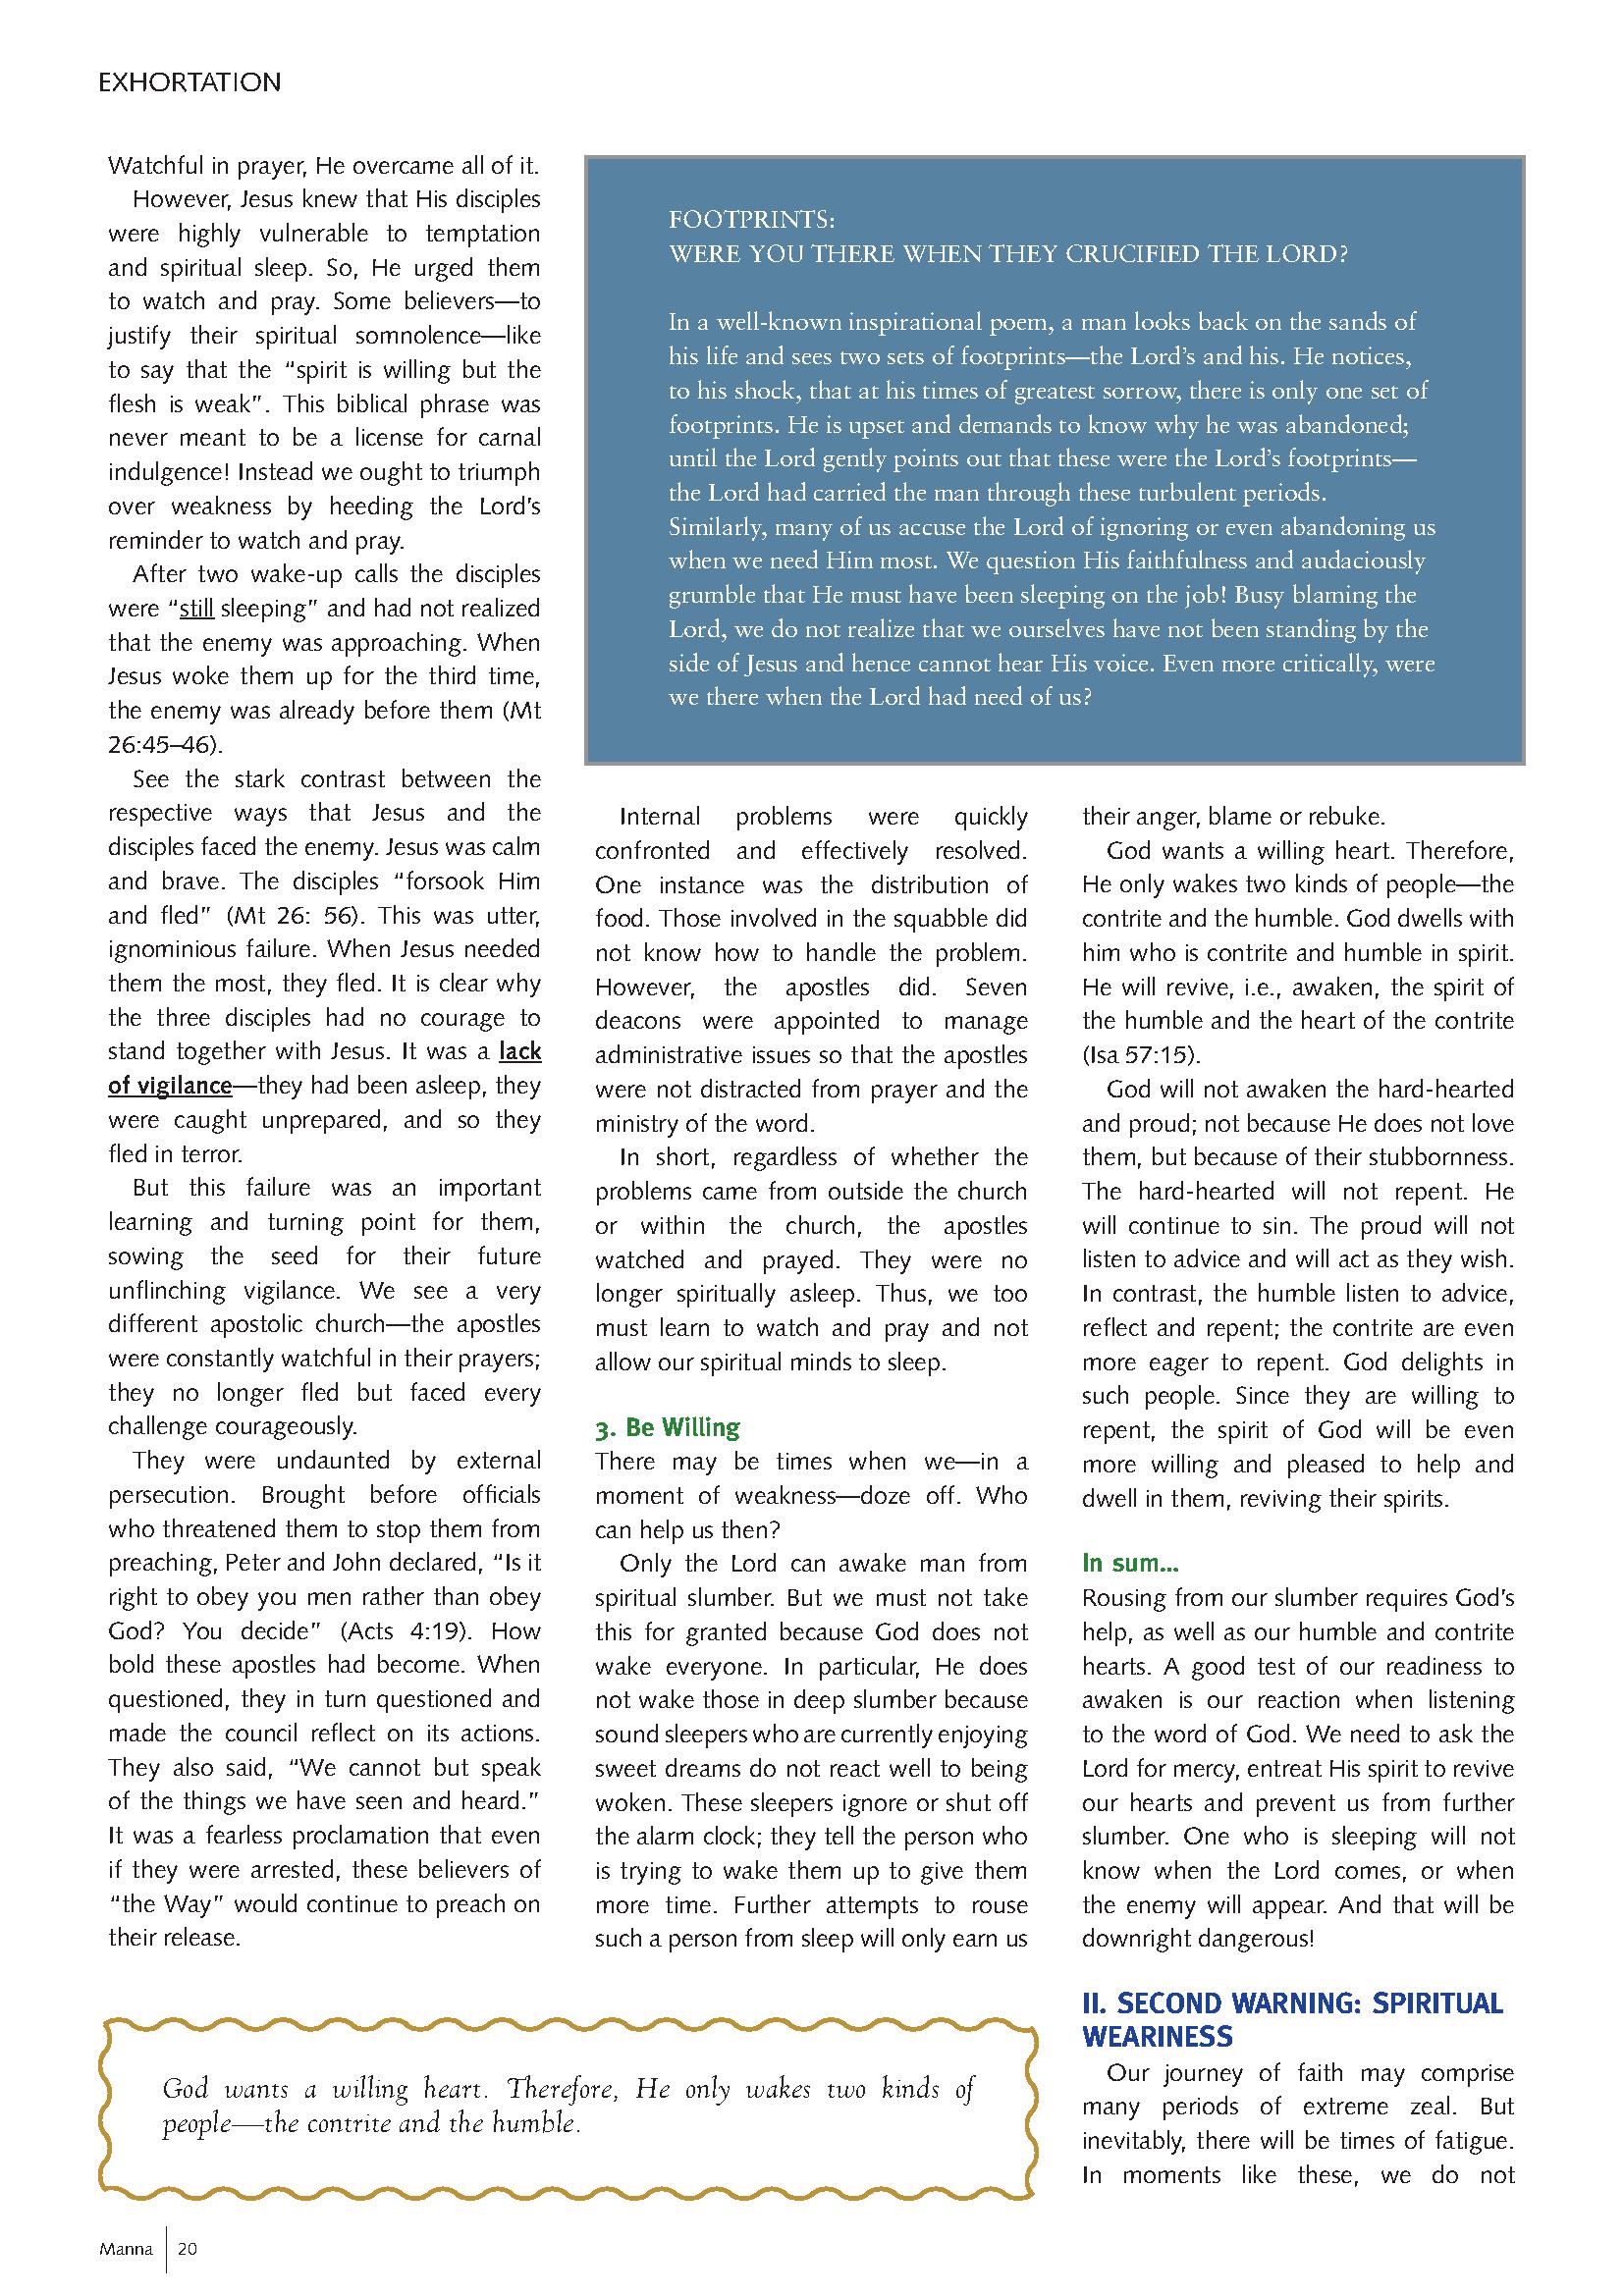 EXHORTATION
Watchful in prayer, He overcame all of it.
However, Jesus knew that His disciples
were highly vulnerable to temptation
and spiritual sleep. So, He urged them
to watch and pray. Some believers—to
justify their spiritual somnolence—like
to say that the “spirit is willing but the
flesh is weak”. This biblical phrase was
never meant to be a license for carnal
indulgence! Instead we ought to triumph
over weakness by heeding the Lord’s
reminder to watch and pray.
After two wake-up calls the disciples
were “still sleeping” and had not realized
that the enemy was approaching. When
Jesus woke them up for the third time,
the enemy was already before them (Mt
26:45–46).
See the stark contrast between the
respective ways that Jesus and the
disciples faced the enemy. Jesus was calm
and brave. The disciples “forsook Him
and fled” (Mt 26: 56). This was utter,
ignominious failure. When Jesus needed
them the most, they fled. It is clear why
the three disciples had no courage to
stand together with Jesus. It was a lack
of vigilance—they had been asleep, they
were caught unprepared, and so they
fled in terror.
But this failure was an important
learning and turning point for them,
sowing the seed for their future
unflinching vigilance. We see a very
different apostolic church—the apostles
were constantly watchful in their prayers;
they no longer fled but faced every
challenge courageously.
They were undaunted by external
persecution. Brought before officials
who threatened them to stop them from
preaching, Peter and John declared, “Is it
right to obey you men rather than obey
God? You decide” (Acts 4:19). How
bold these apostles had become. When
questioned, they in turn questioned and
made the council reflect on its actions.
They also said, “We cannot but speak
of the things we have seen and heard.”
It was a fearless proclamation that even
if they were arrested, these believers of
“the Way” would continue to preach on
their release.
FOOTPRINTS:
WERE YOU THERE WHEN THEY CRUCIFIED THE LORD?
In a well-known inspirational poem, a man looks back on the sands of
his life and sees two sets of footprints—the Lord’s and his. He notices,
to his shock, that at his times of greatest sorrow, there is only one set of
footprints. He is upset and demands to know why he was abandoned;
until the Lord gently points out that these were the Lord’s footprints—
the Lord had carried the man through these turbulent periods.
Similarly, many of us accuse the Lord of ignoring or even abandoning us
when we need Him most. We question His faithfulness and audaciously
grumble that He must have been sleeping on the job! Busy blaming the
Lord, we do not realize that we ourselves have not been standing by the
side of Jesus and hence cannot hear His voice. Even more critically, were
we there when the Lord had need of us?
Internal problems were quickly
confronted and effectively resolved.
One instance was the distribution of
food. Those involved in the squabble did
not know how to handle the problem.
However, the apostles did. Seven
deacons were appointed to manage
administrative issues so that the apostles
were not distracted from prayer and the
ministry of the word.
In short, regardless of whether the
problems came from outside the church
or within the church, the apostles
watched and prayed. They were no
longer spiritually asleep. Thus, we too
must learn to watch and pray and not
allow our spiritual minds to sleep.
3. Be Willing
There may be times when we—in a
moment of weakness—doze off. Who
can help us then?
Only the Lord can awake man from
spiritual slumber. But we must not take
this for granted because God does not
wake everyone. In particular, He does
not wake those in deep slumber because
sound sleepers who are currently enjoying
sweet dreams do not react well to being
woken. These sleepers ignore or shut off
the alarm clock; they tell the person who
is trying to wake them up to give them
more time. Further attempts to rouse
such a person from sleep will only earn us
their anger, blame or rebuke.
God wants a willing heart. Therefore,
He only wakes two kinds of people—the
contrite and the humble. God dwells with
him who is contrite and humble in spirit.
He will revive, i.e., awaken, the spirit of
the humble and the heart of the contrite
(Isa 57:15).
God will not awaken the hard-hearted
and proud; not because He does not love
them, but because of their stubbornness.
The hard-hearted will not repent. He
will continue to sin. The proud will not
listen to advice and will act as they wish.
In contrast, the humble listen to advice,
reflect and repent; the contrite are even
more eager to repent. God delights in
such people. Since they are willing to
repent, the spirit of God will be even
more willing and pleased to help and
dwell in them, reviving their spirits.
In sum...
Rousing from our slumber requires God’s
help, as well as our humble and contrite
hearts. A good test of our readiness to
awaken is our reaction when listening
to the word of God. We need to ask the
Lord for mercy, entreat His spirit to revive
our hearts and prevent us from further
slumber. One who is sleeping will not
know when the Lord comes, or when
the enemy will appear. And that will be
downright dangerous!
II. SECOND WARNING: SPIRITUAL
WEARINESS
Our journey of faith may comprise
many periods of extreme zeal. But
inevitably, there will be times of fatigue.
In moments like these, we do not
God wants a willing heart. Therefore, He only wakes two kinds of
people—the contrite and the humble.
Manna 20